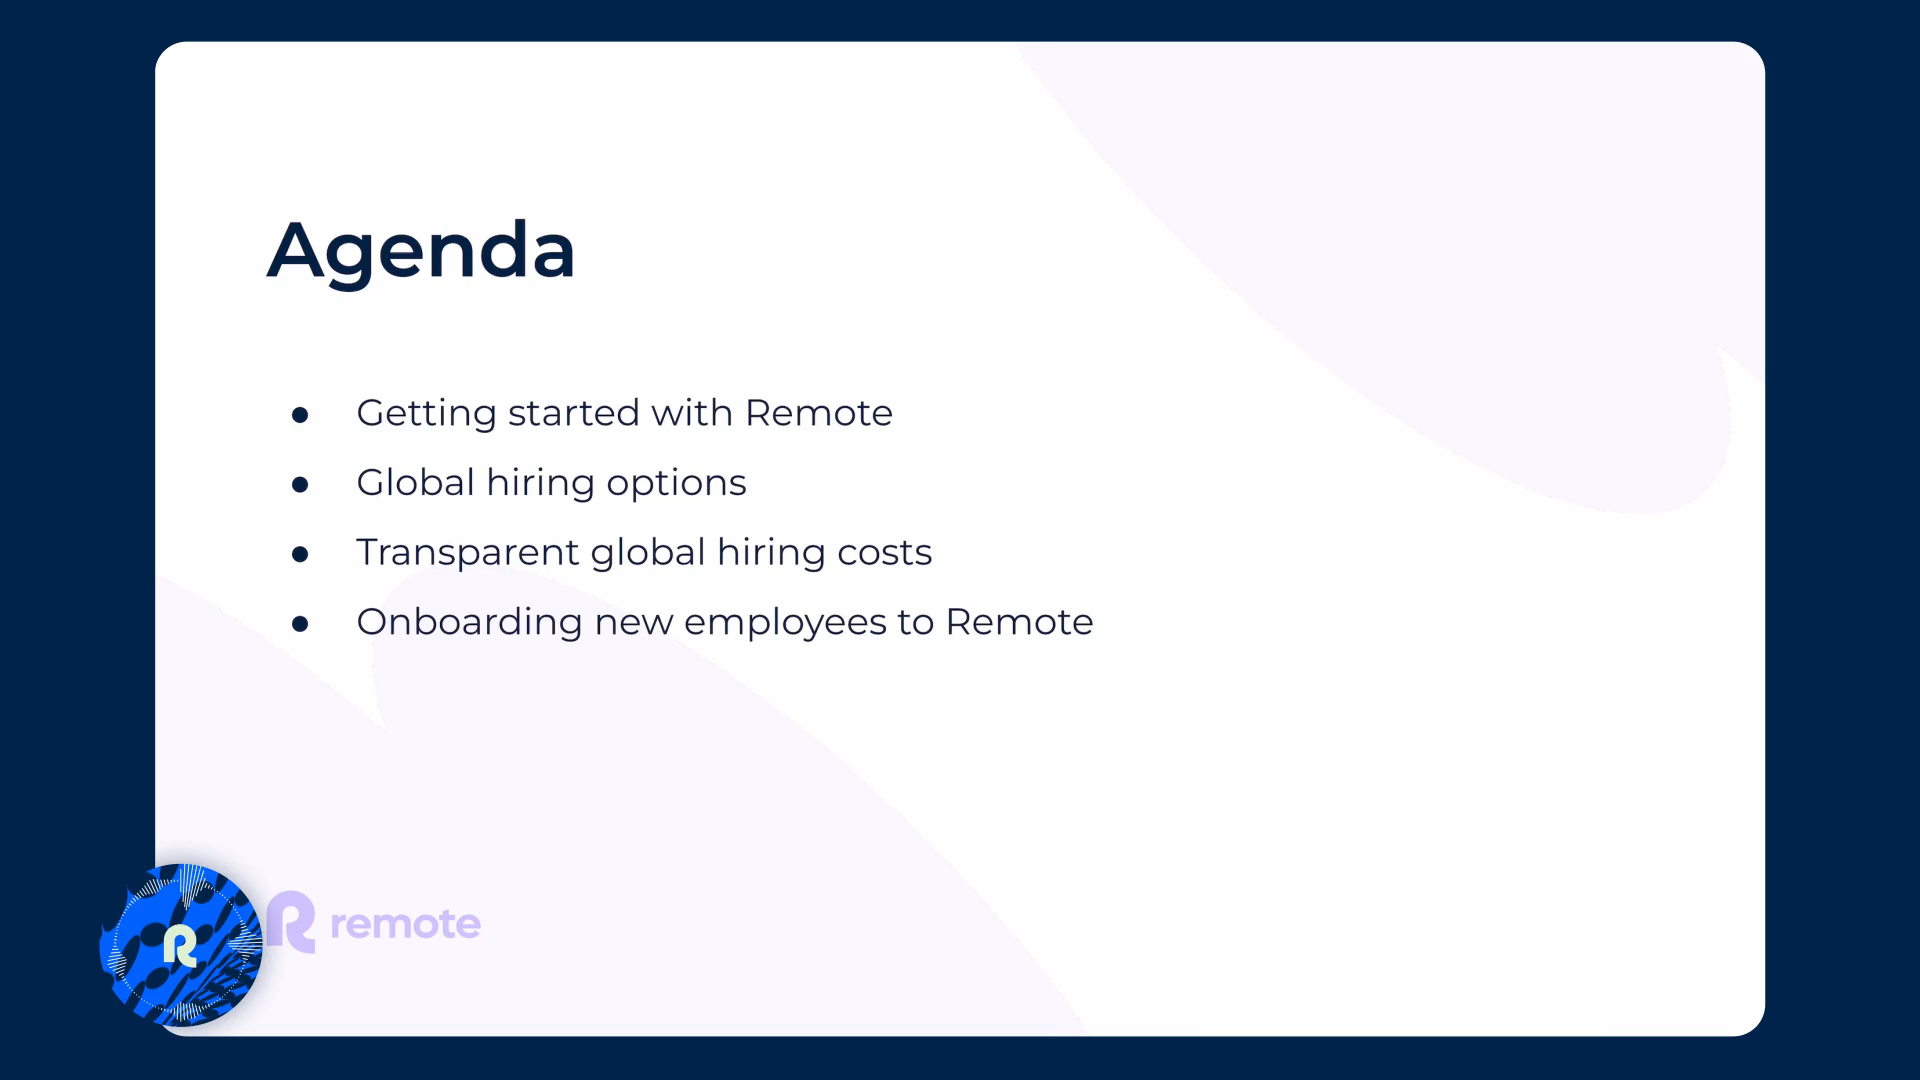 Agenda
● Getting started with Remote
● Global hiring options
● Transparent global hiring costs
● Onboarding new employees to Remote
R
R remote